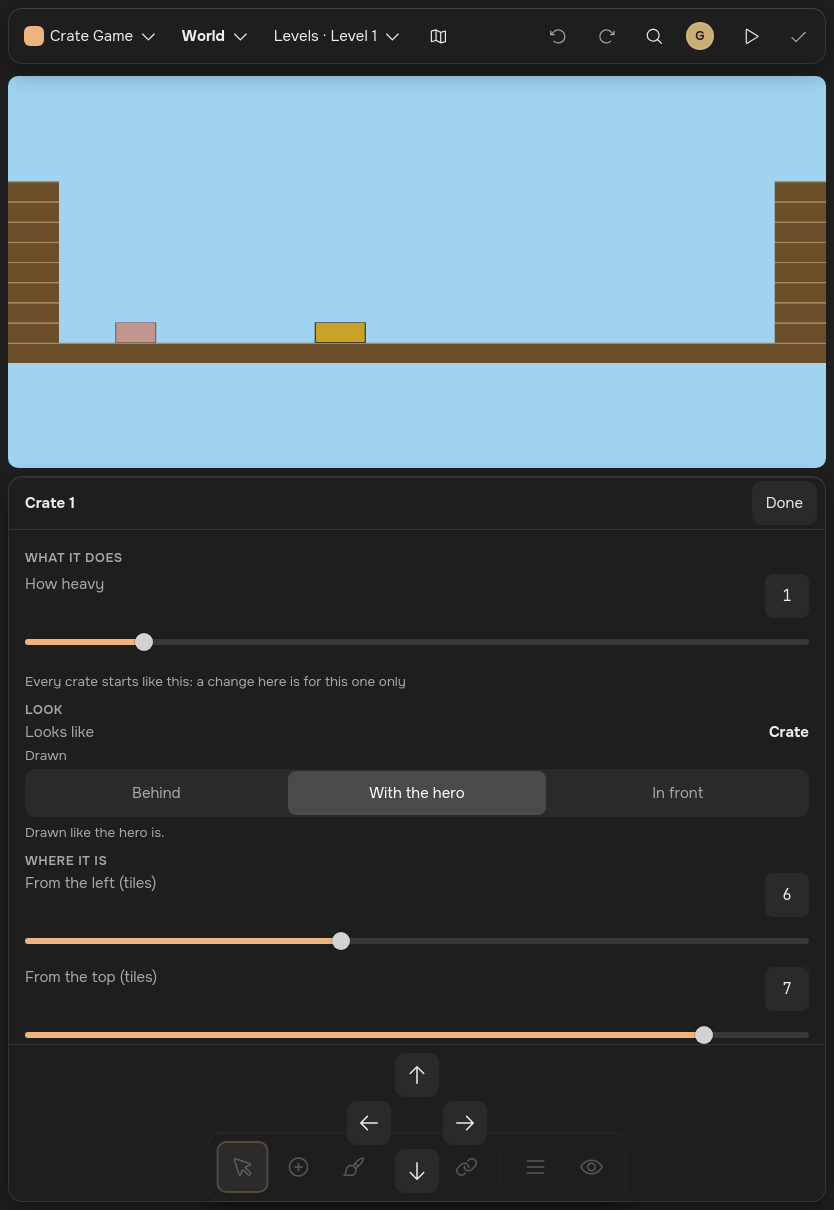 Crate Game
World
Levels · Level 1
G
Crate 1
Done
WHAT IT DOES
How heavy
1
Every crate starts like this: a change here is for this one only
LOOK
Looks like
Crate
Drawn
Behind
With the hero
In front
Drawn like the hero is.
WHERE IT IS
From the left (tiles)
6
From the top (tiles)
7